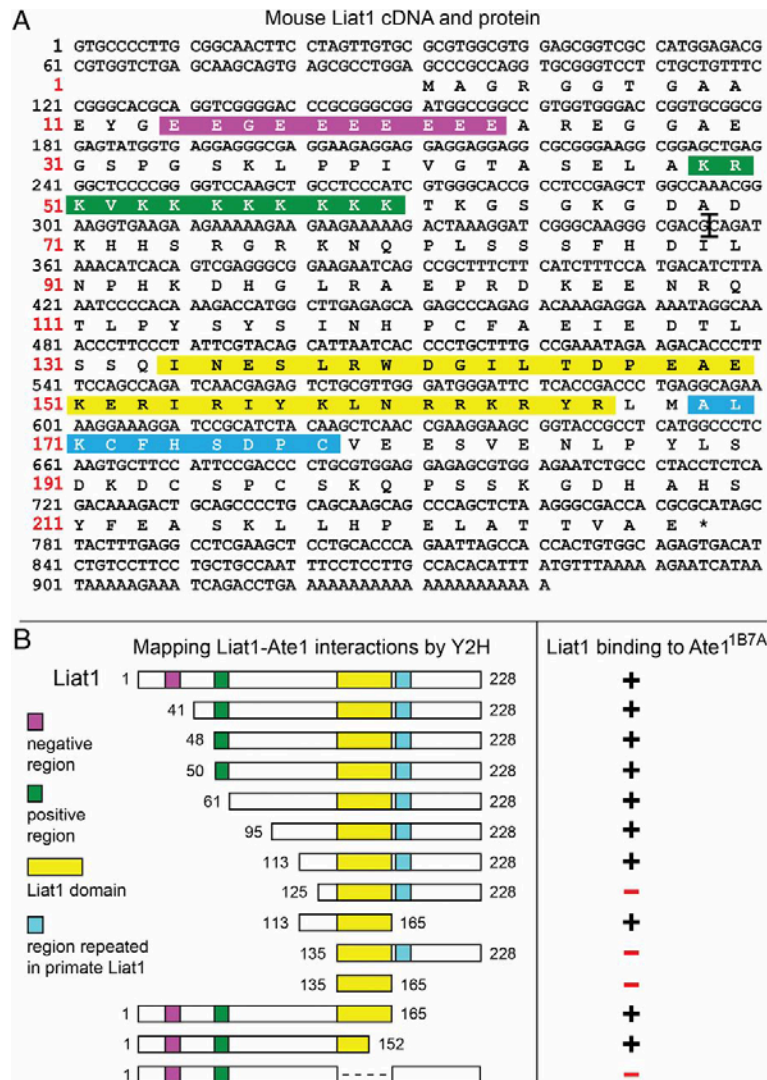 A
Mouse Liat1 cDNA and protein
1 GTGCCCCTTG CGGCAACTTC CTAGTTGTGC GCGTGGCGTG GAGCGGTCGC CATGGAGACG
61 CGTGGTCTGA GCAAGCAGTG AGCGCCTGGA GCCCGCCAGG TGCGGGTCCT CTGCTGTTTC
1 M A G R G G T G A A
121 CGGGCACGCA GGTCGGGGAC CCGCGGGCGG ATGGCCGGCC GTGGTGGGAC CGGTGCGGCG
11 E Y G E E G E E E E E E E A R E G G A E
181 GAGTATGGTG AGGAGGGCGA GGAAGAGGAG GAGGAGGAGG CGCGGGAAGG CGGAGCTGAG
31 G S P G S K L P P I V G T A S E L A K R
241 GGCTCCCCGG GGTCCAAGCT GCCTCCCATC GTGGGCACCG CCTCCGAGCT GGCCAAACGG
51 K V K K K K K K K K T K G S G K G D A D
301 AAGGTGAAGA AGAAAAAGAA GAAGAAAAAG ACTAAAGGAT CGGGCAAGGG CGACGCAGAT
71 K H H S R G R K N Q P L S S S F H D I L
361 AAACATCACA GTCGAGGGCG GAAGAATCAG CCGCTTTCTT CATCTTTCCA TGACATCTTA
91 N P H K D H G L R A E P R D K E E N R Q
421 AATCCCCACA AAGACCATGG CTTGAGAGCA GAGCCCAGAG ACAAAGAGGA AAATAGGCAA
111 T L P Y S Y S I N H P C F A E I E D T L
481 ACCCTTCCCT ATTCGTACAG CATTAATCAC CCCTGCTTTG CCGAAATAGA AGACACCCTT
131 S S Q I N E S L R W D G I L T D P E A E
541 TCCAGCCAGA TCAACGAGAG TCTGCGTTGG GATGGGATTC TCACCGACCC TGAGGCAGAA
151 K E R I R I Y K L N R R K R Y R L M A L
601 AAGGAAAGGA TCCGCATCTA CAAGCTCAAC CGAAGGAAGC GGTACCGCCT CATGGCCCTC
171 K C F H S D P C V E E S V E N L P Y L S
661 AAGTGCTTCC ATTCCGACCC CTGCGTGGAG GAGAGCGTGG AGAATCTGCC CTACCTCTCA
191 D K D C S P C S K Q P S S K G D H A H S
721 GACAAAGACT GCAGCCCCTG CAGCAAGCAG CCCAGCTCTA AGGGCGACCA CGCGCATAGC
211 Y F E A S K L L H P E L A T T V A E *
781 TACTTTGAGG CCTCGAAGCT CCTGCACCCA GAATTAGCCA CCACTGTGGC AGAGTGACAT
841 CTGTCCTTCC TGCTGCCAAT TTCCTCCTTG CCACACATTT ATGTTTAAAA AGAATCATAA
901 TAAAAAGAAA TCAGACCTGA AAAAAAAAAA AAAAAAAAAA A
B
Mapping Liat1-Ate1 interactions by Y2H
Liat1 binding to Ate1 1B7A
Liat1 1 228 +
41 228 +
negative region
48 228 +
50 228 +
positive region
61 228 +
95 228 +
Liat1 domain
113 228 +
125 228 −
region repeated in primate Liat1
113 165 +
135 228 −
135 165 −
1 165 +
1 152 +
1 ---- −